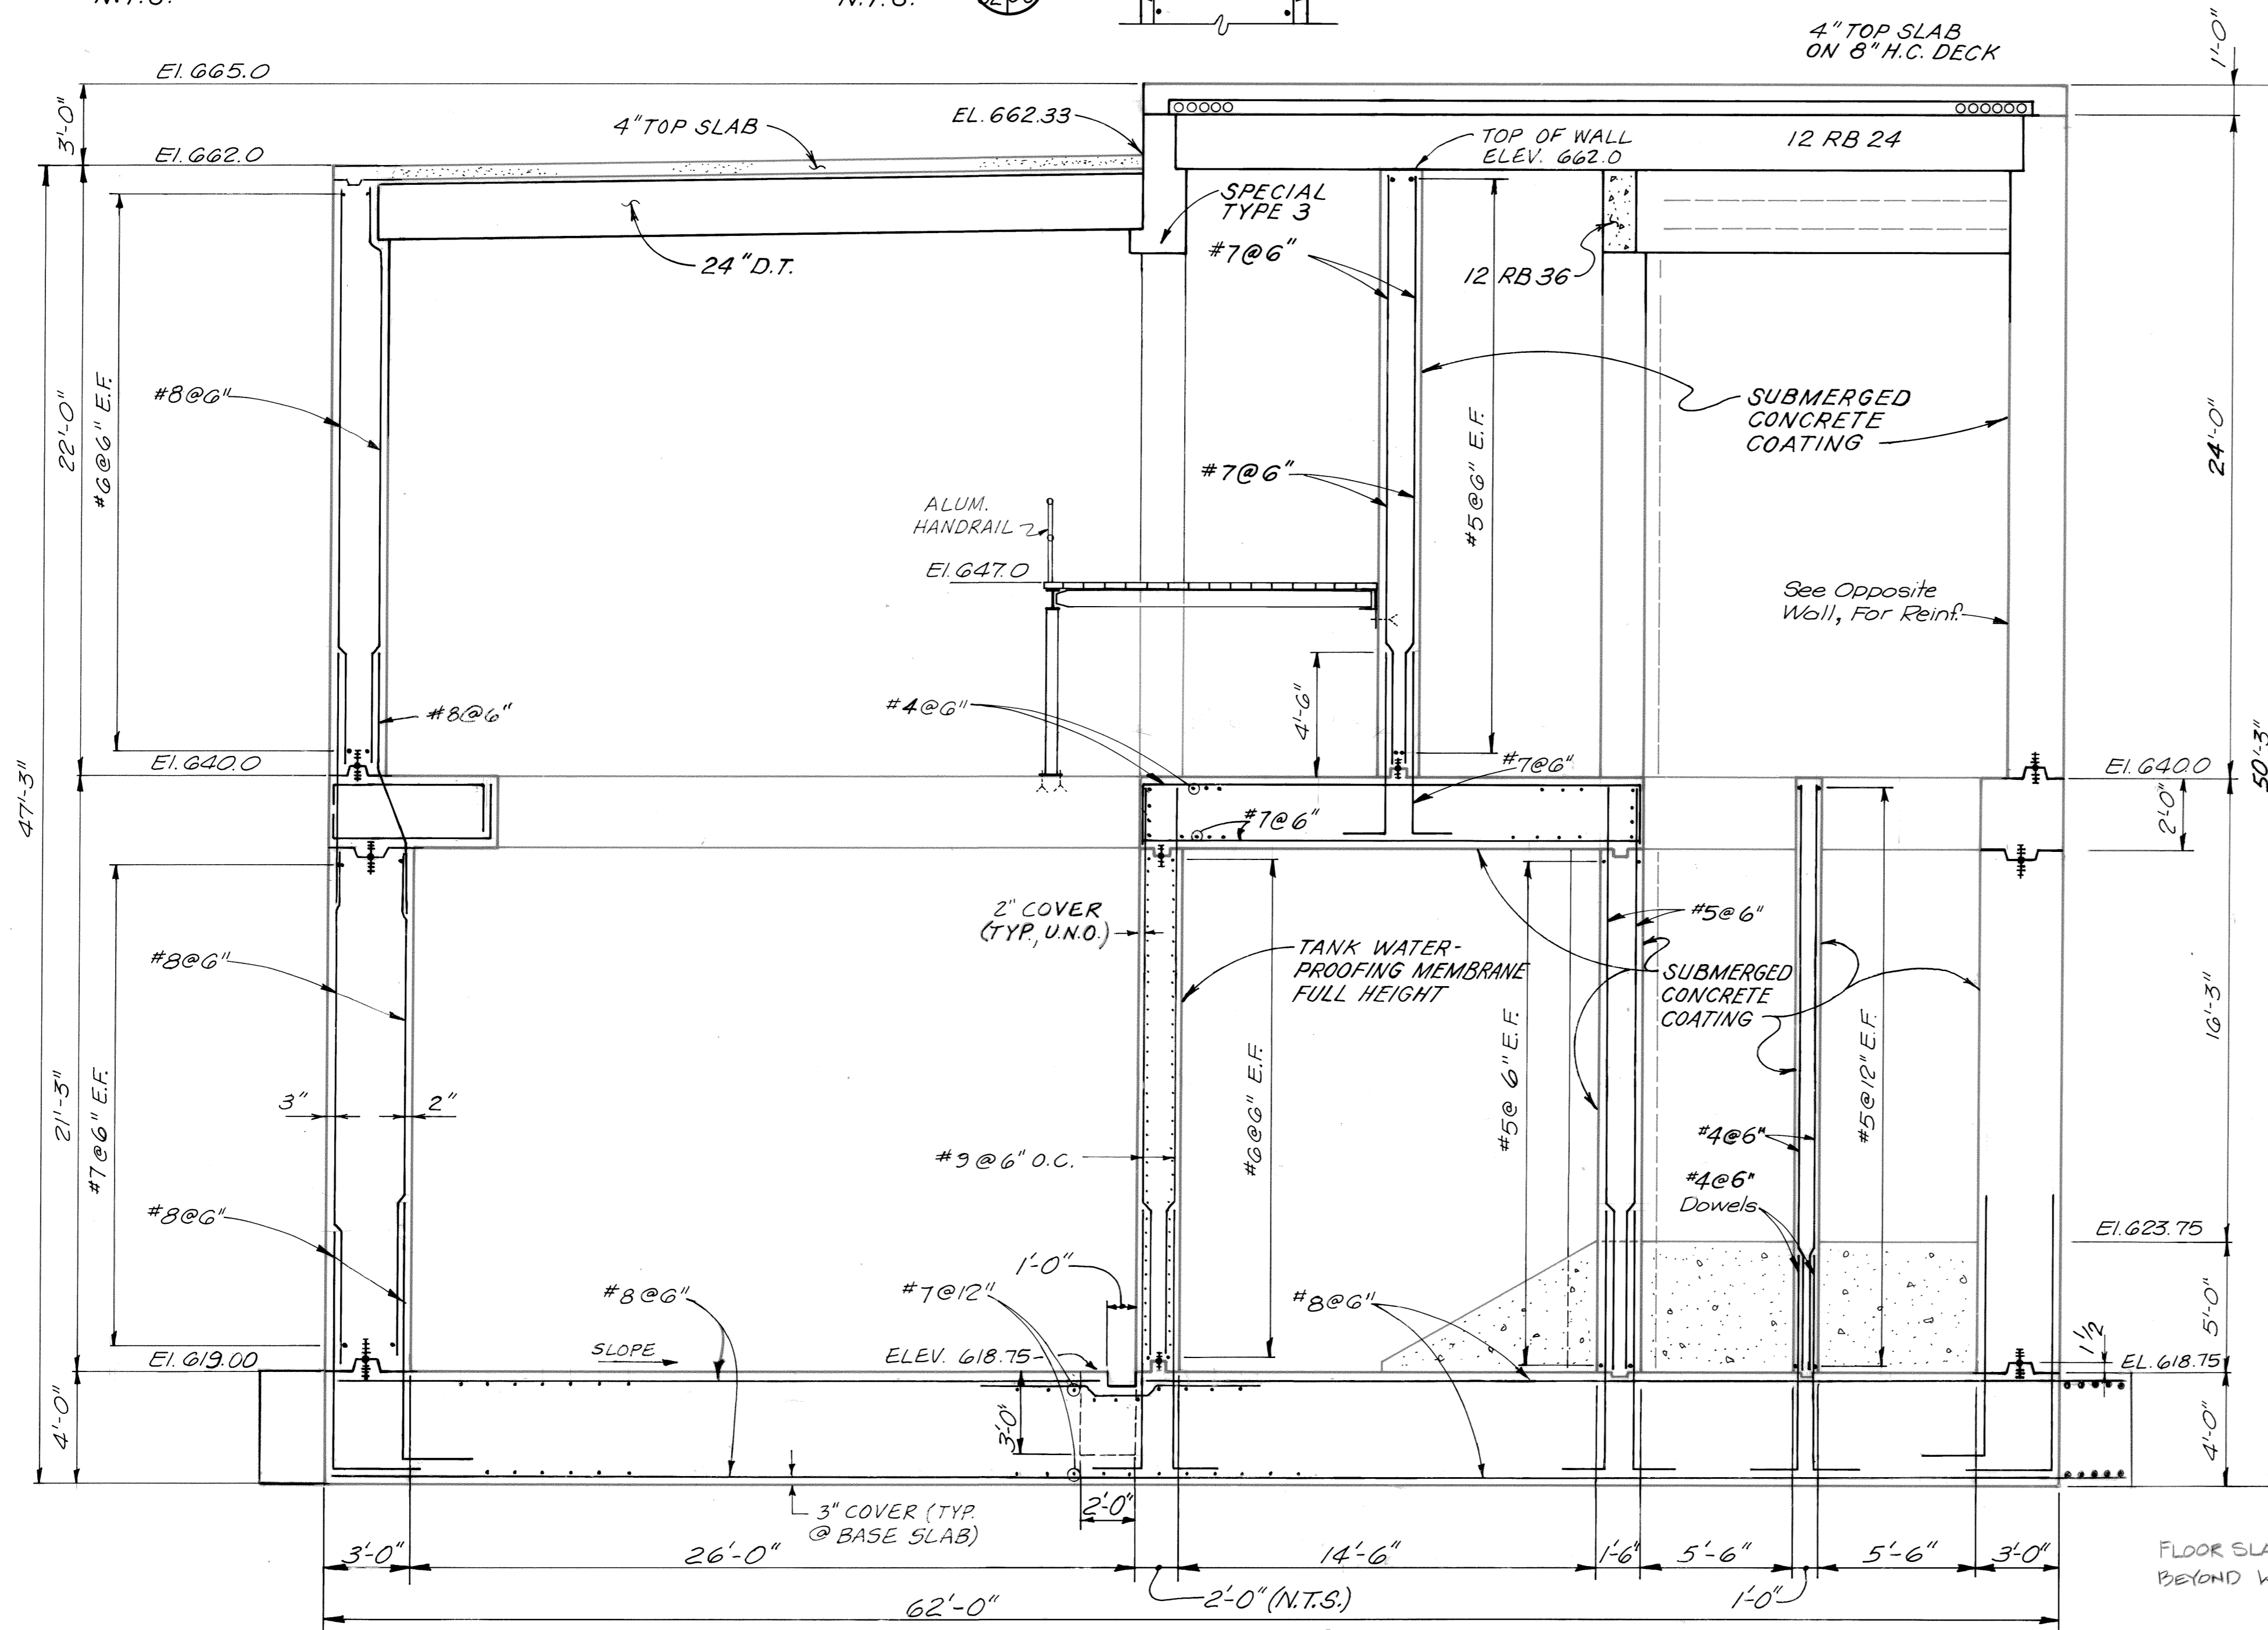 N.T.S.
N.T.S.
4" TOP SLAB
ON 8" H.C. DECK
1'-0"
El. 665.0
3'-0"
4" TOP SLAB
EL. 662.33
TOP OF WALL
ELEV. 662.0
12 RB 24
El. 662.0
SPECIAL
TYPE 3
24" D.T.
#7@6"
12 RB 36
22'-0"
#6@6" E.F.
#8@6"
SUBMERGED
CONCRETE
COATING
24'-0"
#7@6"
#5@6" E.F.
ALUM.
HANDRAIL
El. 647.0
See Opposite
Wall, For Reinf.
4'-6"
#8@6"
#4@6"
#7@6"
El. 640.0
El. 640.0
50'-3"
47'-3"
2'-0"
#7@6"
2" COVER
(TYP., U.N.O.)
#5@6"
#8@6"
TANK WATER-
PROOFING MEMBRANE
FULL HEIGHT
SUBMERGED
CONCRETE
COATING
16'-3"
21'-3"
#7@6" E.F.
3"
2"
#6@6" E.F.
#5@6" E.F.
#5@12" E.F.
#9@6" O.C.
#4@6"
#4@6"
Dowels
#8@6"
El. 623.75
1'-0"
#8@6"
#7@12"
#8@6"
5'-0"
1 1/2
El. 619.00
SLOPE
ELEV. 618.75
EL. 618.75
4'-0"
3'-0"
4'-0"
3" COVER (TYP.
@ BASE SLAB)
2'-0"
3'-0"
26'-0"
14'-6"
1'-6"
5'-6"
5'-6"
3'-0"
FLOOR SLA
BEYOND
62'-0"
2'-0" (N.T.S.)
1'-0"